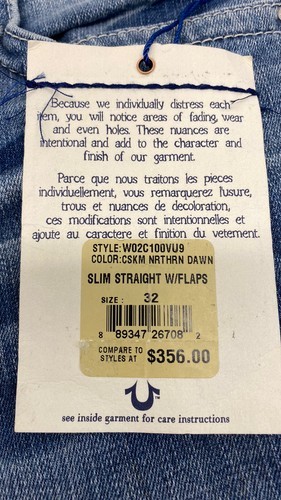 Because we individually distress each
item, you will notice areas of fading, wear
and even holes. These nuances are
intentional and add to the character and
finish of our garment.
Parce que nous traitons les pieces
individuellement, vous remarquerez l'usure,
trous et nuances de decoloration,
ces modifications sont intentionnelles et
ajoute au caractere et finition du vetement.
STYLE:W02C100VU9
COLOR:CSKM NRTHRN DAWN
SLIM STRAIGHT W/FLAPS
SIZE : 32
8 89347 26708 2
COMPARE TO
STYLES AT $356.00
see inside garment for care instructions